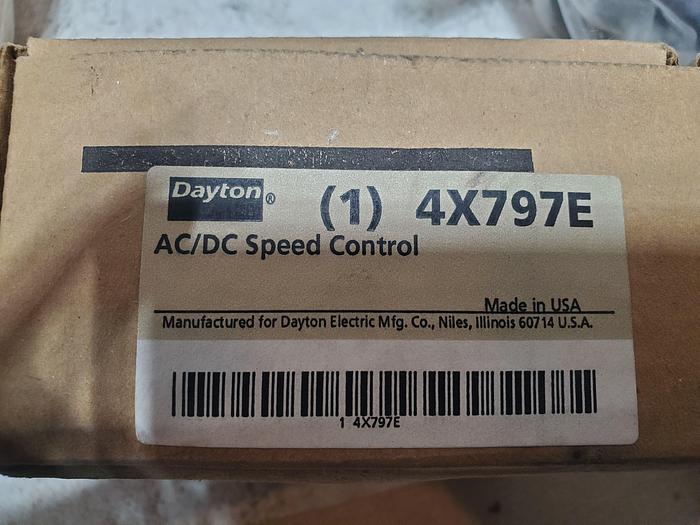 Dayton® (1) 4X797E
AC/DC Speed Control
Made in USA
Manufactured for Dayton Electric Mfg. Co., Niles, Illinois 60714 U.S.A.
1 4X797E